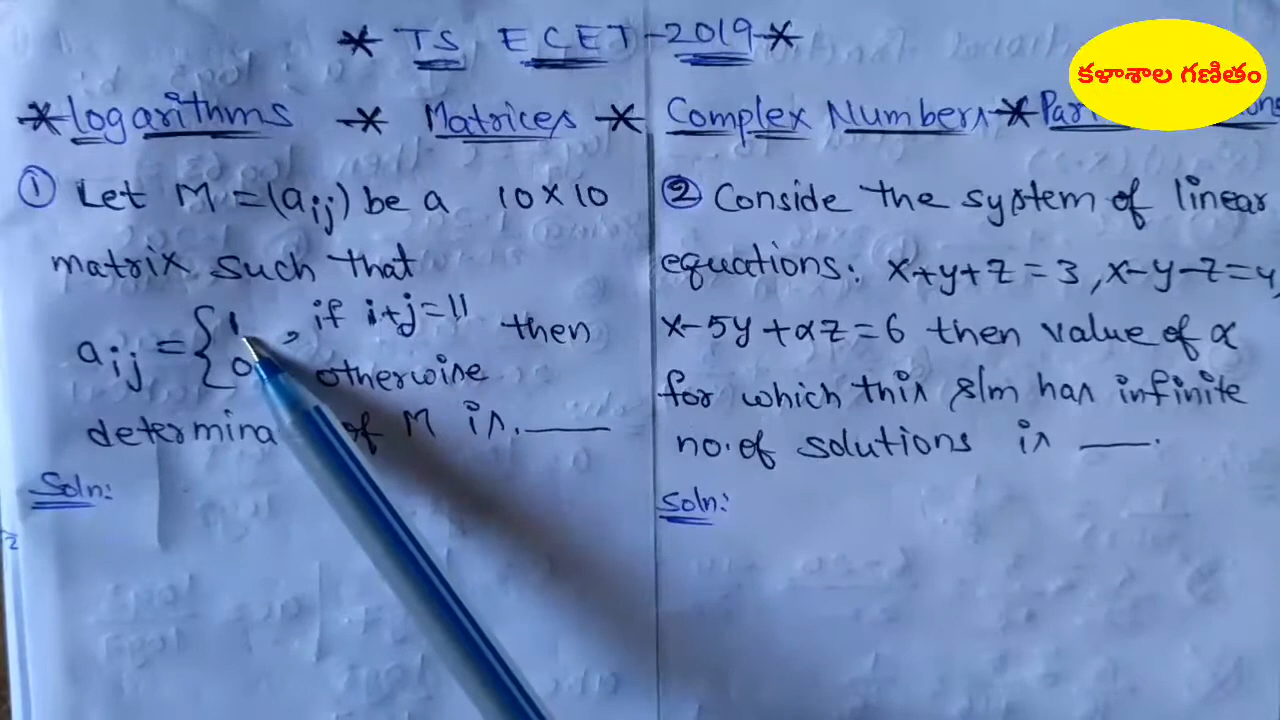 * TS ECET-2019 *
కళాశాల గణితం
* logarithms * Matrices * Complex Numbers *
① Let M = (aij) be a 10×10
matrix such that
aij = { 1, if i+j=11 then
0 otherwise
determina of M is. ___
Soln:
② Conside the system of linear
equations: x+y+z=3, x-y-z=4,
x-5y+αz=6 then value of α
for which this s/m has infinite
no. of solutions is ___.
Soln: